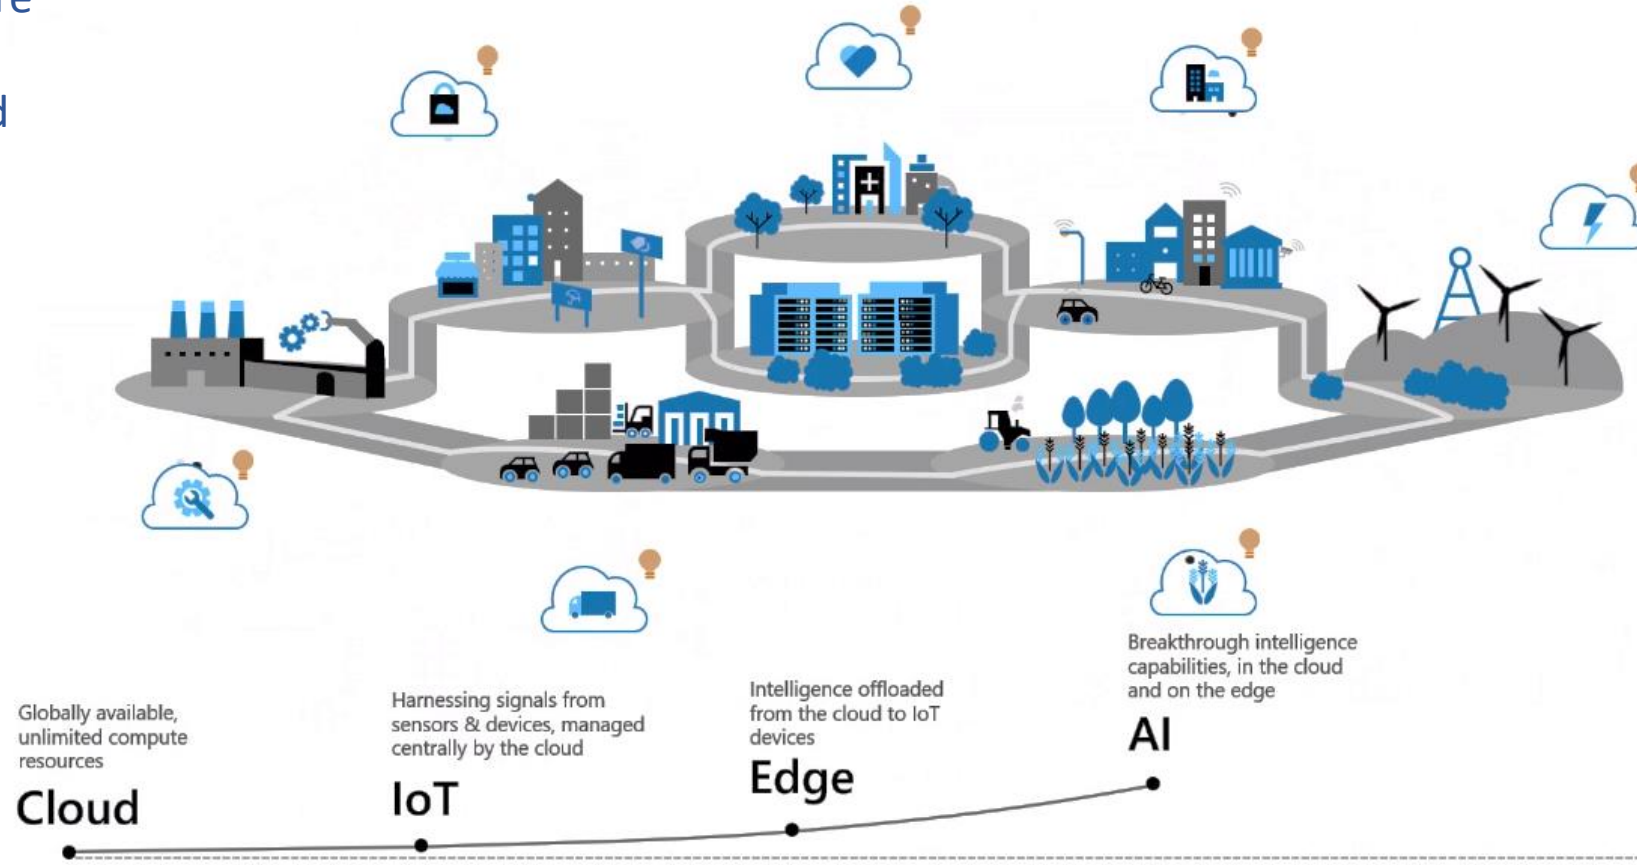 Globally available,
unlimited compute
resources
Cloud
Harnessing signals from
sensors & devices, managed
centrally by the cloud
IoT
Intelligence offloaded
from the cloud to IoT
devices
Edge
Breakthrough intelligence
capabilities, in the cloud
and on the edge
AI